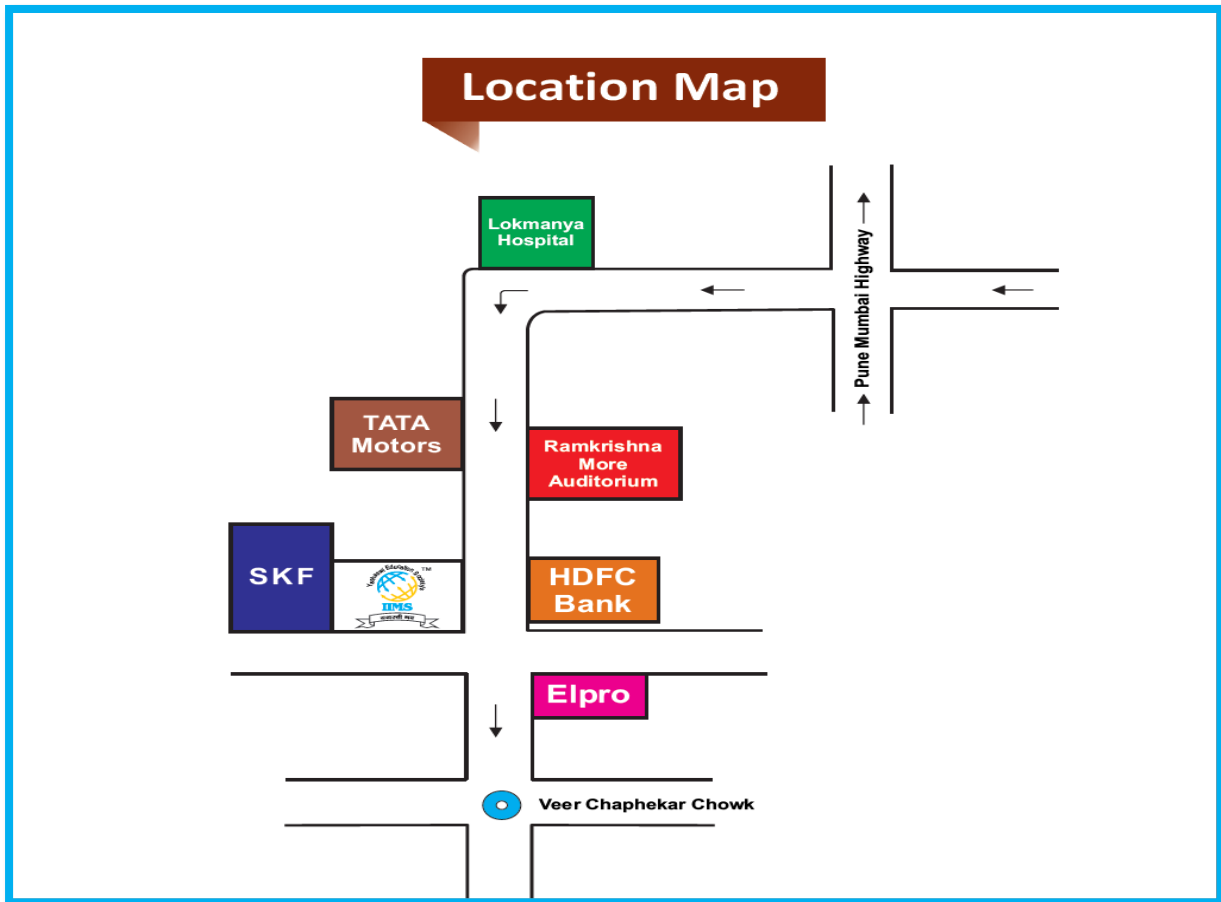 Location Map
Lokmanya
Hospital
Pune Mumbai Highway
TATA
Motors
Ramkrishna
More
Auditorium
SKF
TM
IIMS
HDFC
Bank
Elpro
Veer Chaphekar Chowk